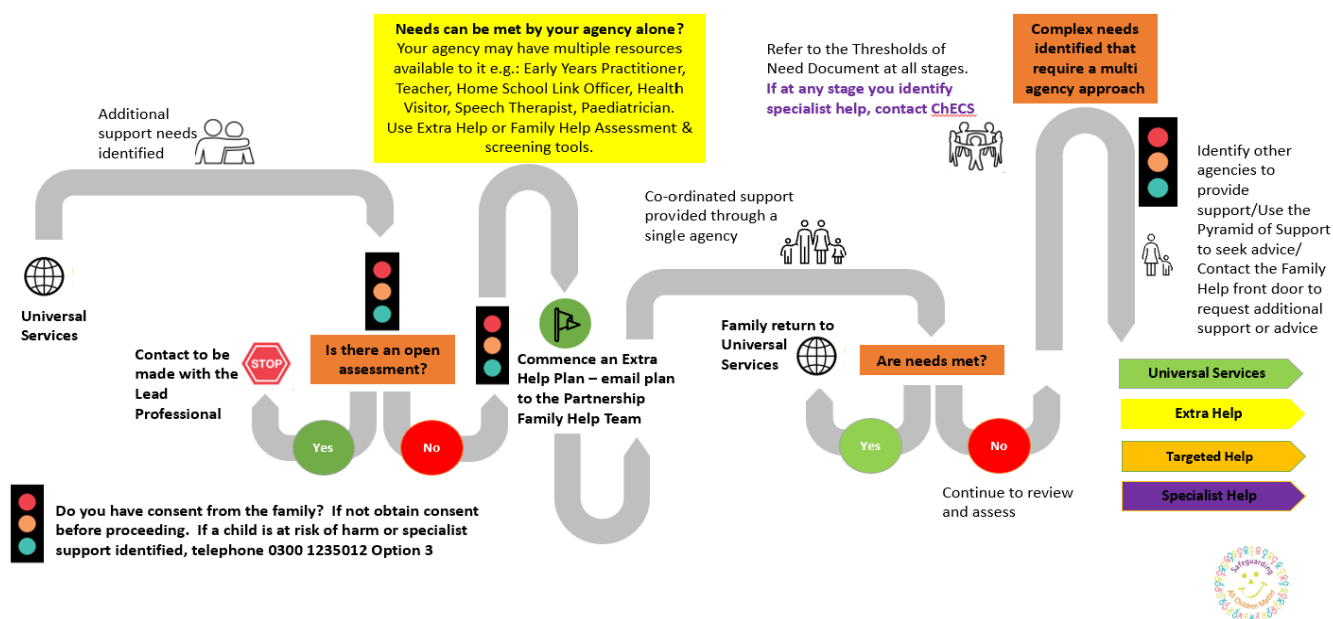 Additional
support needs
identified
Universal
Services
Contact to be
made with the
Lead
Professional
STOP
Is there an open
assessment?
Yes
No
Needs can be met by your agency alone?
Your agency may have multiple resources
available to it e.g.: Early Years Practitioner,
Teacher, Home School Link Officer, Health
Visitor, Speech Therapist, Paediatrician.
Use Extra Help or Family Help Assessment &
screening tools.
Commence an Extra
Help Plan – email plan
to the Partnership
Family Help Team
Co-ordinated support
provided through a
single agency
Refer to the Thresholds of
Need Document at all stages.
If at any stage you identify
specialist help, contact ChECS
Family return to
Universal
Services
Are needs met?
Yes
No
Continue to review
and assess
Complex needs
identified that
require a multi
agency approach
Identify other
agencies to
provide
support/Use the
Pyramid of Support
to seek advice/
Contact the Family
Help front door to
request additional
support or advice
Universal Services
Extra Help
Targeted Help
Specialist Help
Do you have consent from the family? If not obtain consent
before proceeding. If a child is at risk of harm or specialist
support identified, telephone 0300 1235012 Option 3
Safeguarding
All Children Matter